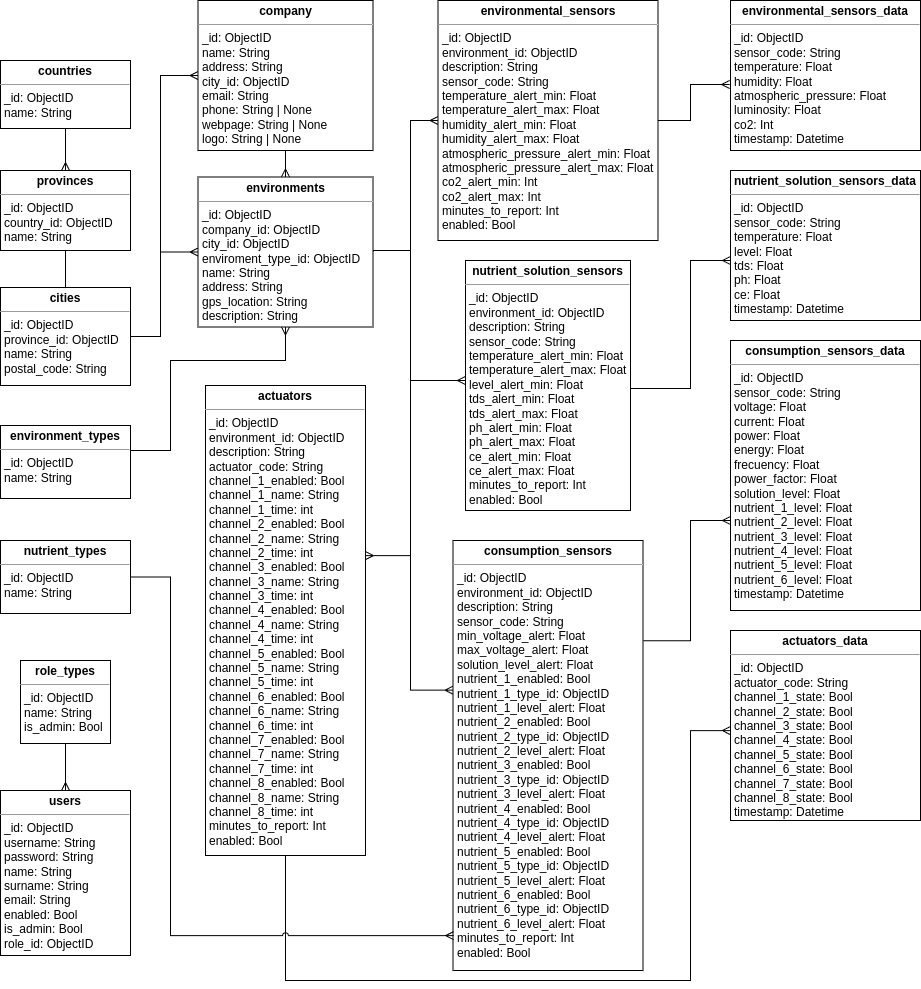 countries
_id: ObjectID
name: String
provinces
_id: ObjectID
country_id: ObjectID
name: String
cities
_id: ObjectID
province_id: ObjectID
name: String
postal_code: String
environment_types
_id: ObjectID
name: String
nutrient_types
_id: ObjectID
name: String
role_types
_id: ObjectID
name: String
is_admin: Bool
users
_id: ObjectID
username: String
password: String
name: String
surname: String
email: String
enabled: Bool
is_admin: Bool
role_id: ObjectID
company
_id: ObjectID
name: String
address: String
city_id: ObjectID
email: String
phone: String | None
webpage: String | None
logo: String | None
environments
_id: ObjectID
company_id: ObjectID
city_id: ObjectID
enviroment_type_id: ObjectID
name: String
address: String
gps_location: String
description: String
actuators
_id: ObjectID
environment_id: ObjectID
description: String
actuator_code: String
channel_1_enabled: Bool
channel_1_name: String
channel_1_time: int
channel_2_enabled: Bool
channel_2_name: String
channel_2_time: int
channel_3_enabled: Bool
channel_3_name: String
channel_3_time: int
channel_4_enabled: Bool
channel_4_name: String
channel_4_time: int
channel_5_enabled: Bool
channel_5_name: String
channel_5_time: int
channel_6_enabled: Bool
channel_6_name: String
channel_6_time: int
channel_7_enabled: Bool
channel_7_name: String
channel_7_time: int
channel_8_enabled: Bool
channel_8_name: String
channel_8_time: int
minutes_to_report: Int
enabled: Bool
environmental_sensors
_id: ObjectID
environment_id: ObjectID
description: String
sensor_code: String
temperature_alert_min: Float
temperature_alert_max: Float
humidity_alert_min: Float
humidity_alert_max: Float
atmospheric_pressure_alert_min: Float
atmospheric_pressure_alert_max: Float
co2_alert_min: Int
co2_alert_max: Int
minutes_to_report: Int
enabled: Bool
nutrient_solution_sensors
_id: ObjectID
environment_id: ObjectID
description: String
sensor_code: String
temperature_alert_min: Float
temperature_alert_max: Float
level_alert_min: Float
tds_alert_min: Float
tds_alert_max: Float
ph_alert_min: Float
ph_alert_max: Float
ce_alert_min: Float
ce_alert_max: Float
minutes_to_report: Int
enabled: Bool
consumption_sensors
_id: ObjectID
environment_id: ObjectID
description: String
sensor_code: String
min_voltage_alert: Float
max_voltage_alert: Float
solution_level_alert: Float
nutrient_1_enabled: Bool
nutrient_1_type_id: ObjectID
nutrient_1_level_alert: Float
nutrient_2_enabled: Bool
nutrient_2_type_id: ObjectID
nutrient_2_level_alert: Float
nutrient_3_enabled: Bool
nutrient_3_type_id: ObjectID
nutrient_3_level_alert: Float
nutrient_4_enabled: Bool
nutrient_4_type_id: ObjectID
nutrient_4_level_alert: Float
nutrient_5_enabled: Bool
nutrient_5_type_id: ObjectID
nutrient_5_level_alert: Float
nutrient_6_enabled: Bool
nutrient_6_type_id: ObjectID
nutrient_6_level_alert: Float
minutes_to_report: Int
enabled: Bool
environmental_sensors_data
_id: ObjectID
sensor_code: String
temperature: Float
humidity: Float
atmospheric_pressure: Float
luminosity: Float
co2: Int
timestamp: Datetime
nutrient_solution_sensors_data
_id: ObjectID
sensor_code: String
temperature: Float
level: Float
tds: Float
ph: Float
ce: Float
timestamp: Datetime
consumption_sensors_data
_id: ObjectID
sensor_code: String
voltage: Float
current: Float
power: Float
energy: Float
frecuency: Float
power_factor: Float
solution_level: Float
nutrient_1_level: Float
nutrient_2_level: Float
nutrient_3_level: Float
nutrient_4_level: Float
nutrient_5_level: Float
nutrient_6_level: Float
timestamp: Datetime
actuators_data
_id: ObjectID
actuator_code: String
channel_1_state: Bool
channel_2_state: Bool
channel_3_state: Bool
channel_4_state: Bool
channel_5_state: Bool
channel_6_state: Bool
channel_7_state: Bool
channel_8_state: Bool
timestamp: Datetime